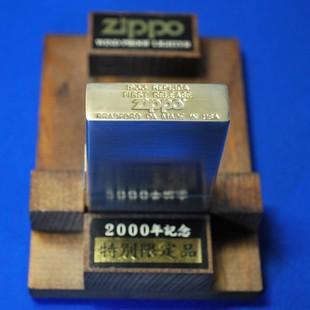 zippo
1933 REPLICA
FIRST RELEASE
zippo
BRADFORD PA MADE IN USA
2000年記念
特別限定品